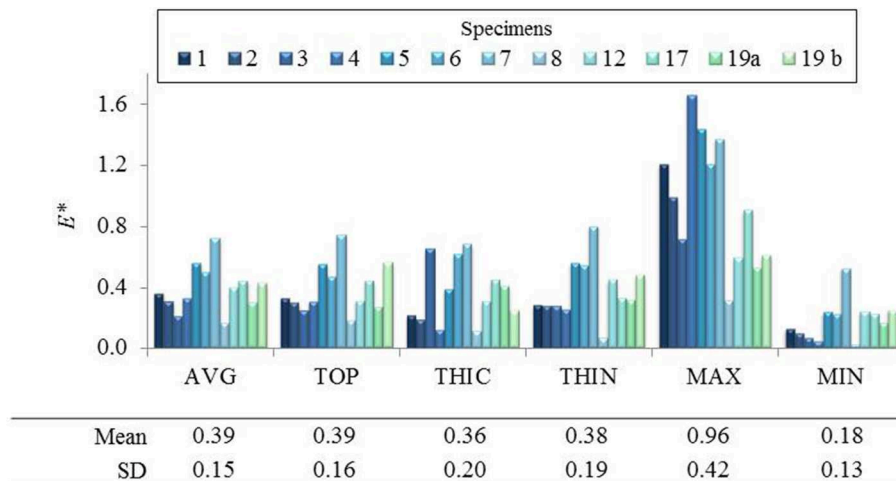 Specimens
1 2 3 4 5 6 7 8 12 17 19a 19 b
1.6
1.2
0.8
0.4
0.0
E*
AVG TOP THIC THIN MAX MIN
Mean 0.39 0.39 0.36 0.38 0.96 0.18
SD 0.15 0.16 0.20 0.19 0.42 0.13